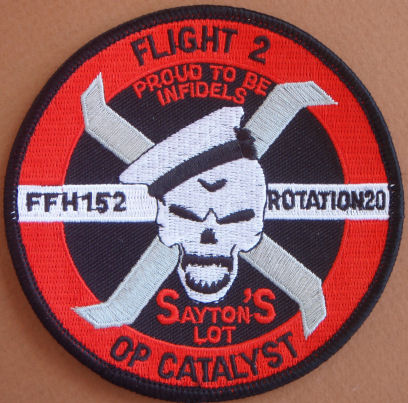 FLIGHT 2
PROUD TO BE
INFIDELS
FFH152
ROTATION20
SAYTON'S
LOT
OP CATALYST